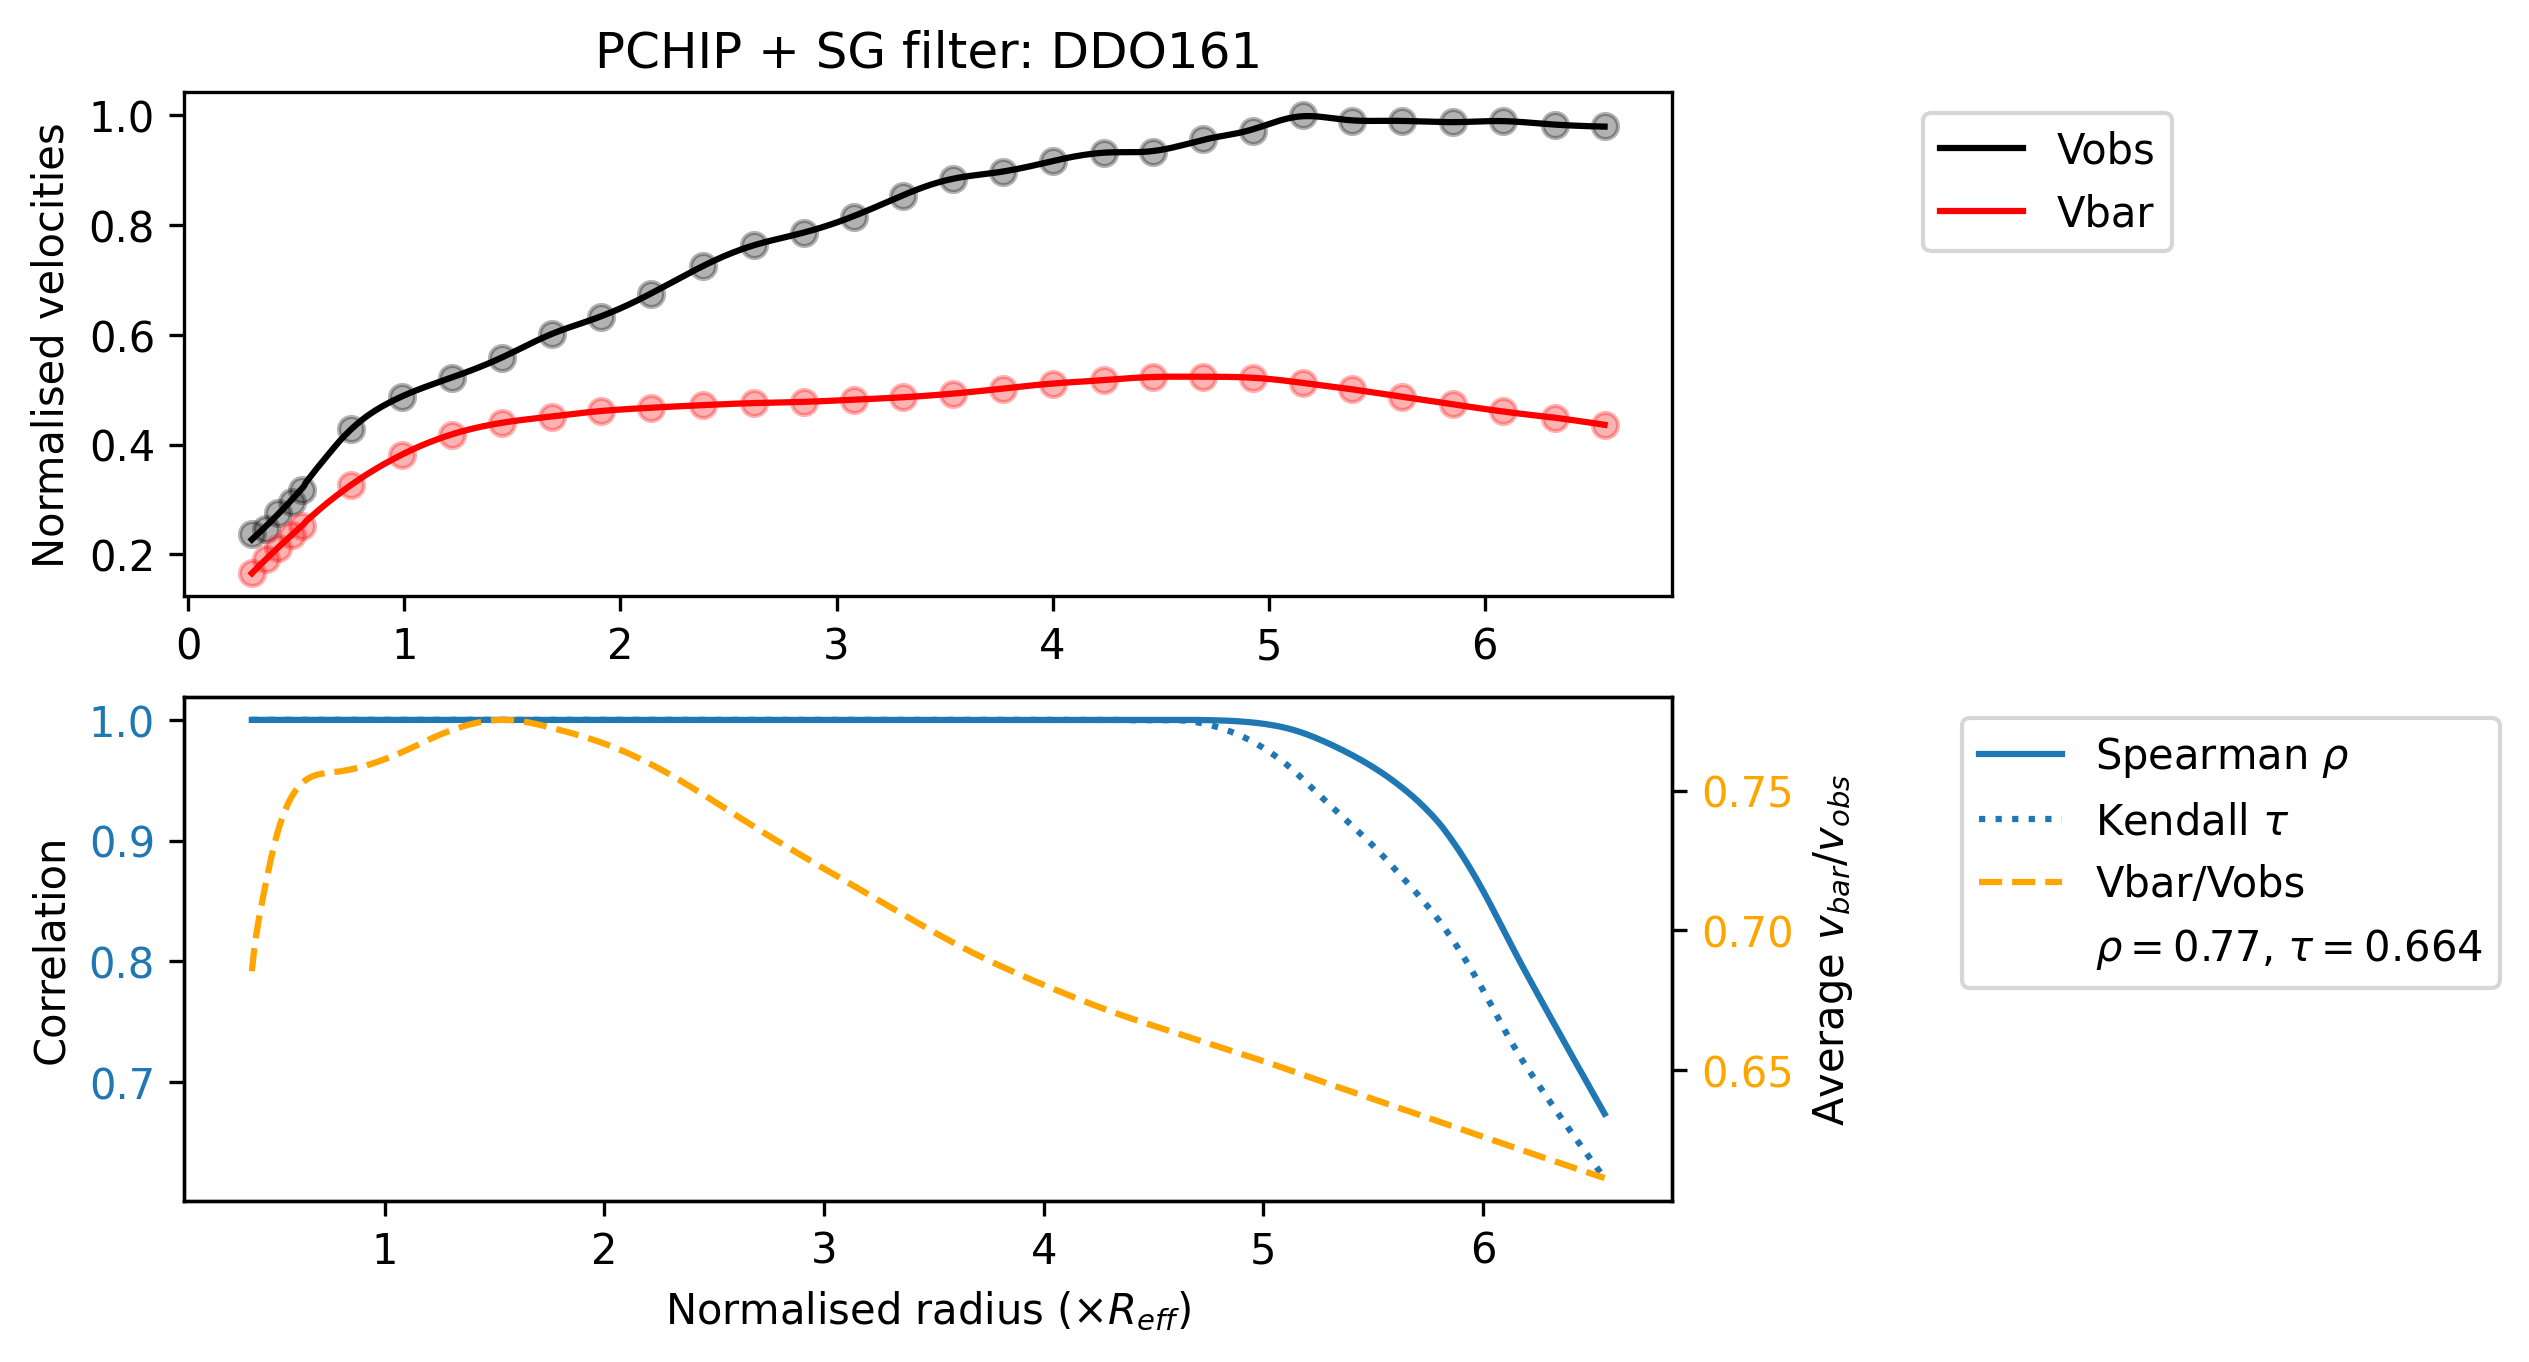 PCHIP + SG filter: DDO161
Normalised velocities
1.0
0.8
0.6
0.4
0.2
0 1 2 3 4 5 6
Vobs
Vbar
Correlation
1.0
0.9
0.8
0.7
1 2 3 4 5 6
Normalised radius (×R_eff)
0.75
0.70
0.65
Average v_bar/v_obs
Spearman ρ
Kendall τ
Vbar/Vobs
ρ = 0.77, τ = 0.664